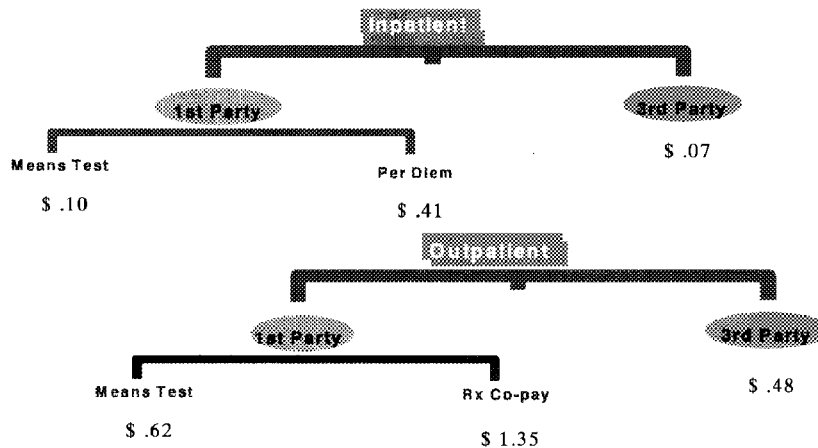 Inpatient
1st Party
3rd Party
Means Test
Per Diem
$ .07
$ .10
$ .41
Outpatient
1st Party
3rd Party
Means Test
Rx Co-pay
$ .48
$ .62
$ 1.35